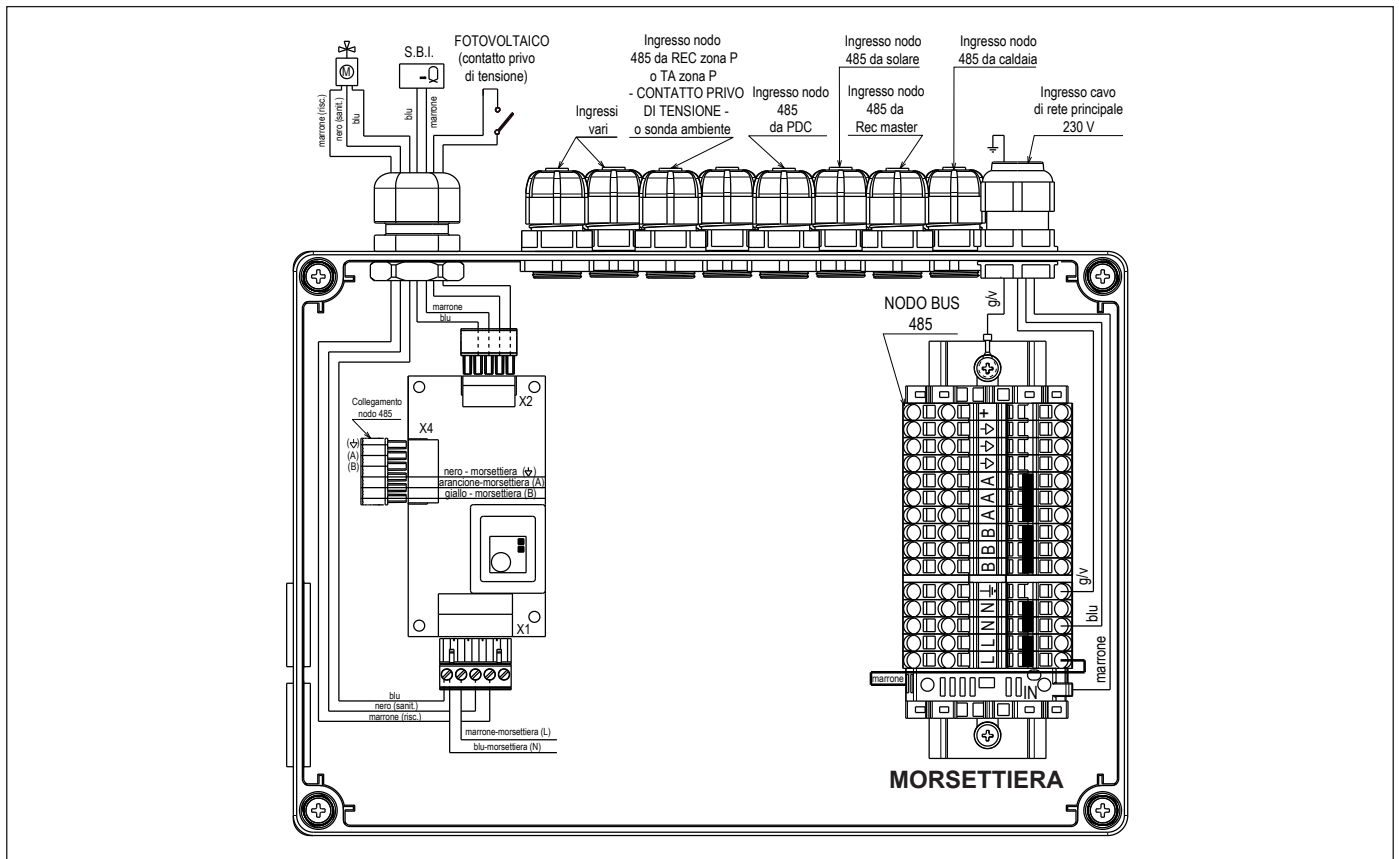 S.B.I.
M
marrone (risc.)
nero (sanit.)
blu
blu
marrone
FOTOVOLTAICO
(contatto privo
di tensione)
Ingressi
vari
Ingresso nodo
485 da REC zona P
o TA zona P
- CONTATTO PRIVO
DI TENSIONE -
o sonda ambiente
Ingresso nodo
485
da PDC
Ingresso nodo
485 da solare
Ingresso nodo
485 da
Rec master
Ingresso nodo
485 da caldaia
Ingresso cavo
di rete principale
230 V
marrone
blu
X2
Collegamento
nodo 485
X4
(A)
(B)
nero - morsettiera
arancione-morsettiera (A)
giallo - morsettiera (B)
X1
blu
nero (sanit.)
marrone (risc.)
marrone-morsettiera (L)
blu-morsettiera (N)
NODO BUS
485
g/v
+
A
A
A
B
B
B
N
N
L
L
g/v
blu
marrone
marrone
IN
MORSETTIERA